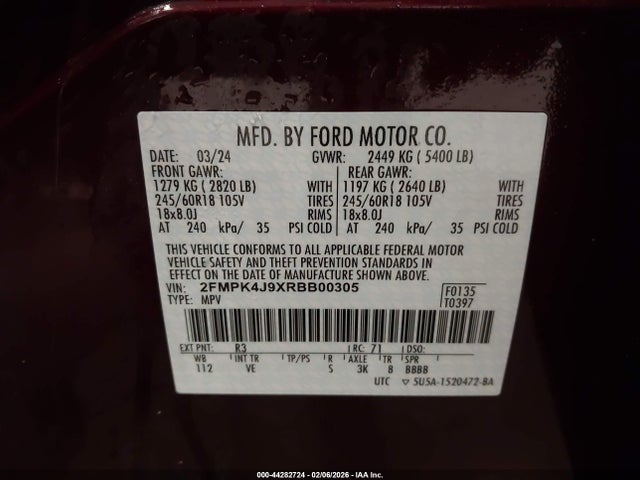 MFD. BY FORD MOTOR CO.
DATE: 03/24 GVWR: 2449 KG ( 5400 LB)
FRONT GAWR: REAR GAWR:
1279 KG ( 2820 LB) WITH 1197 KG ( 2640 LB) WITH
245/60R18 105V TIRES 245/60R18 105V TIRES
18x8.0J RIMS 18x8.0J RIMS
AT 240 kPa/ 35 PSI COLD AT 240 kPa/ 35 PSI COLD
THIS VEHICLE CONFORMS TO ALL APPLICABLE FEDERAL MOTOR
VEHICLE SAFETY AND THEFT PREVENTION STANDARDS IN
EFFECT ON THE DATE OF MANUFACTURE SHOWN ABOVE.
VIN: 2FMPK4J9XRBB00305 F0135
TYPE: MPV T0397
EXT PNT: R3 RC: 71 DSO:
WB INT TR TP/PS R AXLE TR SPR
112 VE S 3K 8 BBBB
UTC ▽ 5U5A-1520472-BA
000-44282724 - 02/06/2026 - IAA Inc.